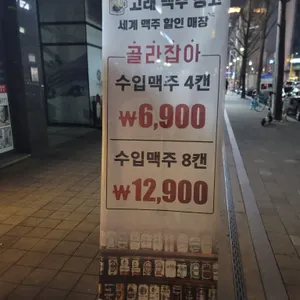 고래 맥주 창고
세계 맥주 할인 매장
골라잡아
수입맥주 4캔
₩6,900
수입맥주 8캔
₩12,900